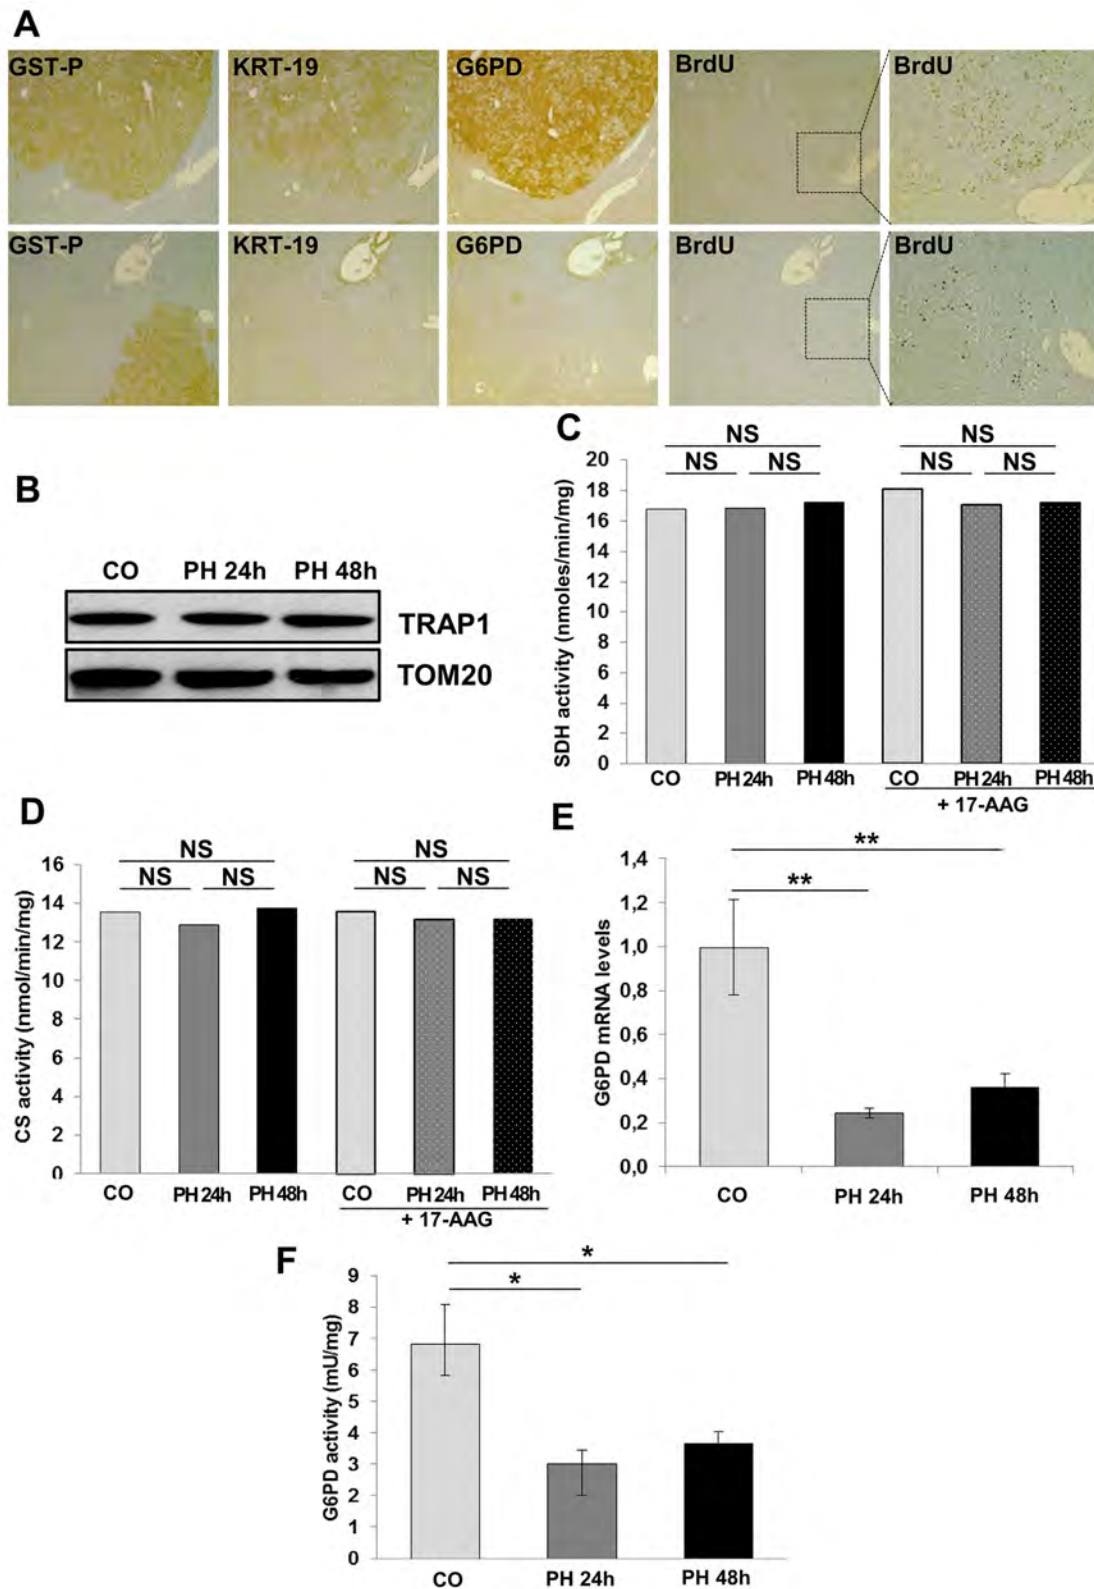 A
GST-P KRT-19 G6PD BrdU BrdU
GST-P KRT-19 G6PD BrdU BrdU
B
CO PH 24h PH 48h
TRAP1
TOM20
C
NS NS
NS NS NS NS
SDH activity (nmoles/min/mg)
20
18
16
14
12
10
8
6
4
2
0
CO PH 24h PH 48h CO PH 24h PH 48h
+ 17-AAG
D
NS NS
NS NS NS NS
CS activity (nmol/min/mg)
16
14
12
10
8
6
4
2
0
CO PH 24h PH 48h CO PH 24h PH 48h
+ 17-AAG
E
**
**
G6PD mRNA levels
1,4
1,2
1,0
0,8
0,6
0,4
0,2
0,0
CO PH 24h PH 48h
F
*
*
G6PD activity (mU/mg)
9
8
7
6
5
4
3
2
1
0
CO PH 24h PH 48h